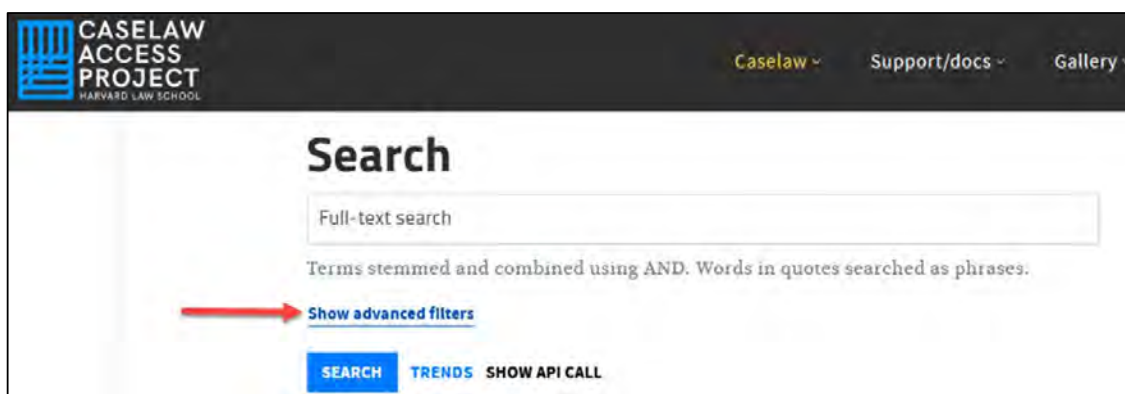 CASELAW
ACCESS
PROJECT
HARVARD LAW SCHOOL
Caselaw Support/docs Gallery
Search
Full-text search
Terms stemmed and combined using AND. Words in quotes searched as phrases.
Show advanced filters
SEARCH TRENDS SHOW API CALL